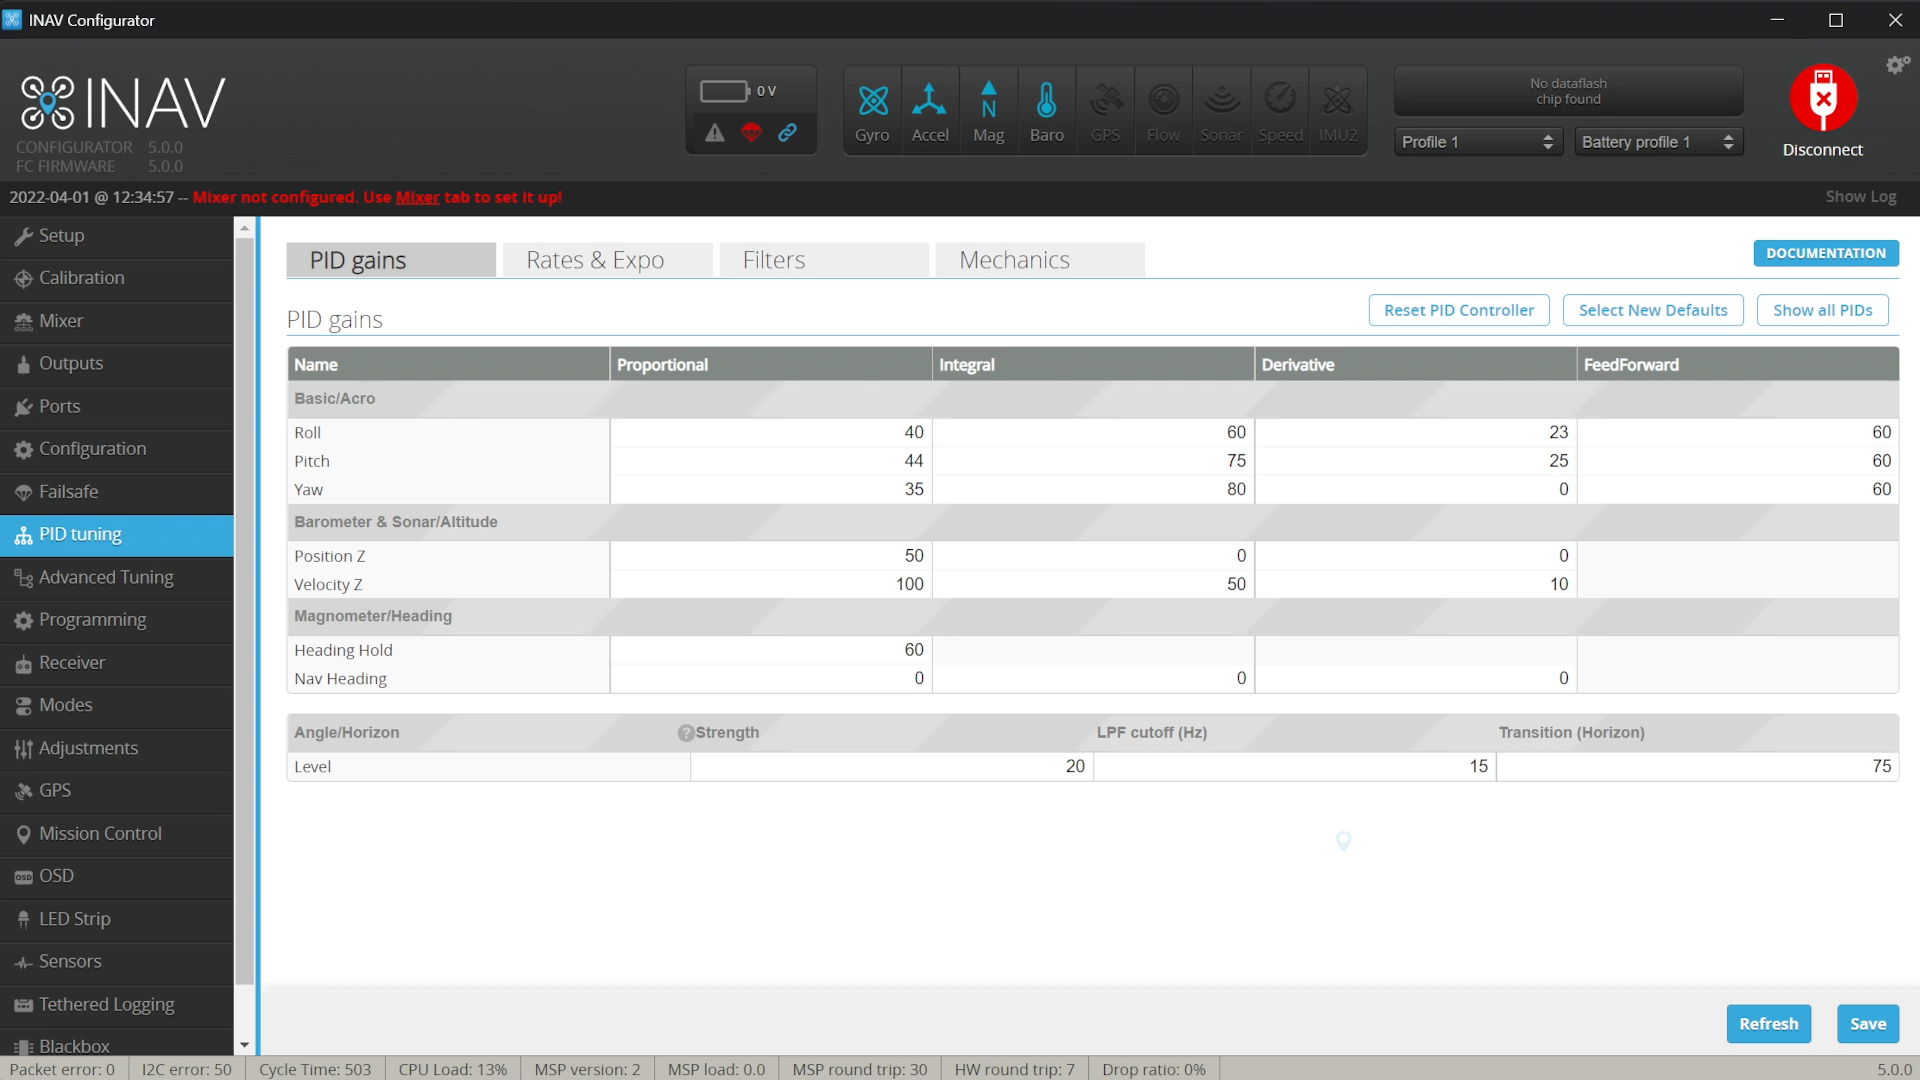 INAV Configurator
INAV
CONFIGURATOR 5.0.0
FC FIRMWARE 5.0.0
0 V
Gyro Accel Mag Baro GPS Flow Sonar Speed IMU2
No dataflash
chip found
Profile 1 Battery profile 1
Disconnect
2022-04-01 @ 12:34:57 -- Mixer not configured. Use Mixer tab to set it up!
Show Log
Setup
Calibration
Mixer
Outputs
Ports
Configuration
Failsafe
PID tuning
Advanced Tuning
Programming
Receiver
Modes
Adjustments
GPS
Mission Control
OSD
LED Strip
Sensors
Tethered Logging
Blackbox
PID gains Rates & Expo Filters Mechanics
DOCUMENTATION
PID gains
Reset PID Controller Select New Defaults Show all PIDs
Name Proportional Integral Derivative FeedForward
Basic/Acro
Roll 40 60 23 60
Pitch 44 75 25 60
Yaw 35 80 0 60
Barometer & Sonar/Altitude
Position Z 50 0 0
Velocity Z 100 50 10
Magnometer/Heading
Heading Hold 60
Nav Heading 0 0 0
Angle/Horizon ?Strength LPF cutoff (Hz) Transition (Horizon)
Level 20 15 75
Refresh Save
Packet error: 0 I2C error: 50 Cycle Time: 503 CPU Load: 13% MSP version: 2 MSP load: 0.0 MSP round trip: 30 HW round trip: 7 Drop ratio: 0% 5.0.0